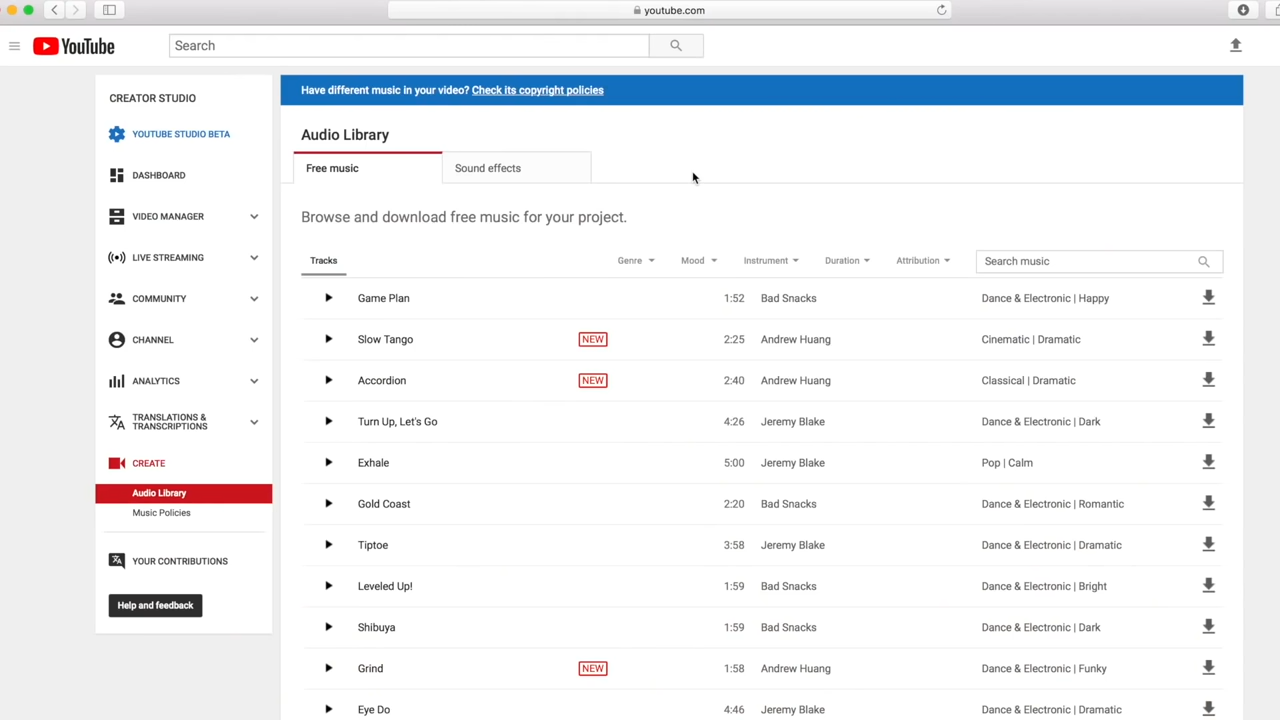 youtube.com
YouTube
Search
CREATOR STUDIO
YOUTUBE STUDIO BETA
DASHBOARD
VIDEO MANAGER
LIVE STREAMING
COMMUNITY
CHANNEL
ANALYTICS
TRANSLATIONS &
TRANSCRIPTIONS
CREATE
Audio Library
Music Policies
YOUR CONTRIBUTIONS
Help and feedback
Have different music in your video? Check its copyright policies
Audio Library
Free music Sound effects
Browse and download free music for your project.
Tracks Genre Mood Instrument Duration Attribution Search music
Game Plan 1:52 Bad Snacks Dance & Electronic | Happy
Slow Tango NEW 2:25 Andrew Huang Cinematic | Dramatic
Accordion NEW 2:40 Andrew Huang Classical | Dramatic
Turn Up, Let's Go 4:26 Jeremy Blake Dance & Electronic | Dark
Exhale 5:00 Jeremy Blake Pop | Calm
Gold Coast 2:20 Bad Snacks Dance & Electronic | Romantic
Tiptoe 3:58 Jeremy Blake Dance & Electronic | Dramatic
Leveled Up! 1:59 Bad Snacks Dance & Electronic | Bright
Shibuya 1:59 Bad Snacks Dance & Electronic | Dark
Grind NEW 1:58 Andrew Huang Dance & Electronic | Funky
Eye Do 4:46 Jeremy Blake Dance & Electronic | Dramatic